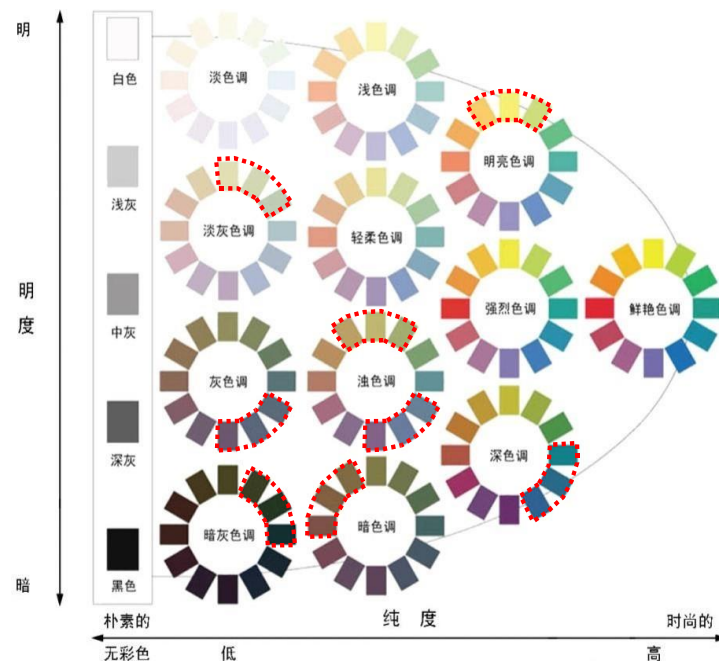 明
白色
淡色调
浅色调
明亮色调
浅灰
淡灰色调
轻柔色调
明
度
中灰
强烈色调
鲜艳色调
灰色调
浊色调
深灰
深色调
暗灰色调
暗色调
暗
黑色
朴素的
纯 度
时尚的
无彩色
低
高